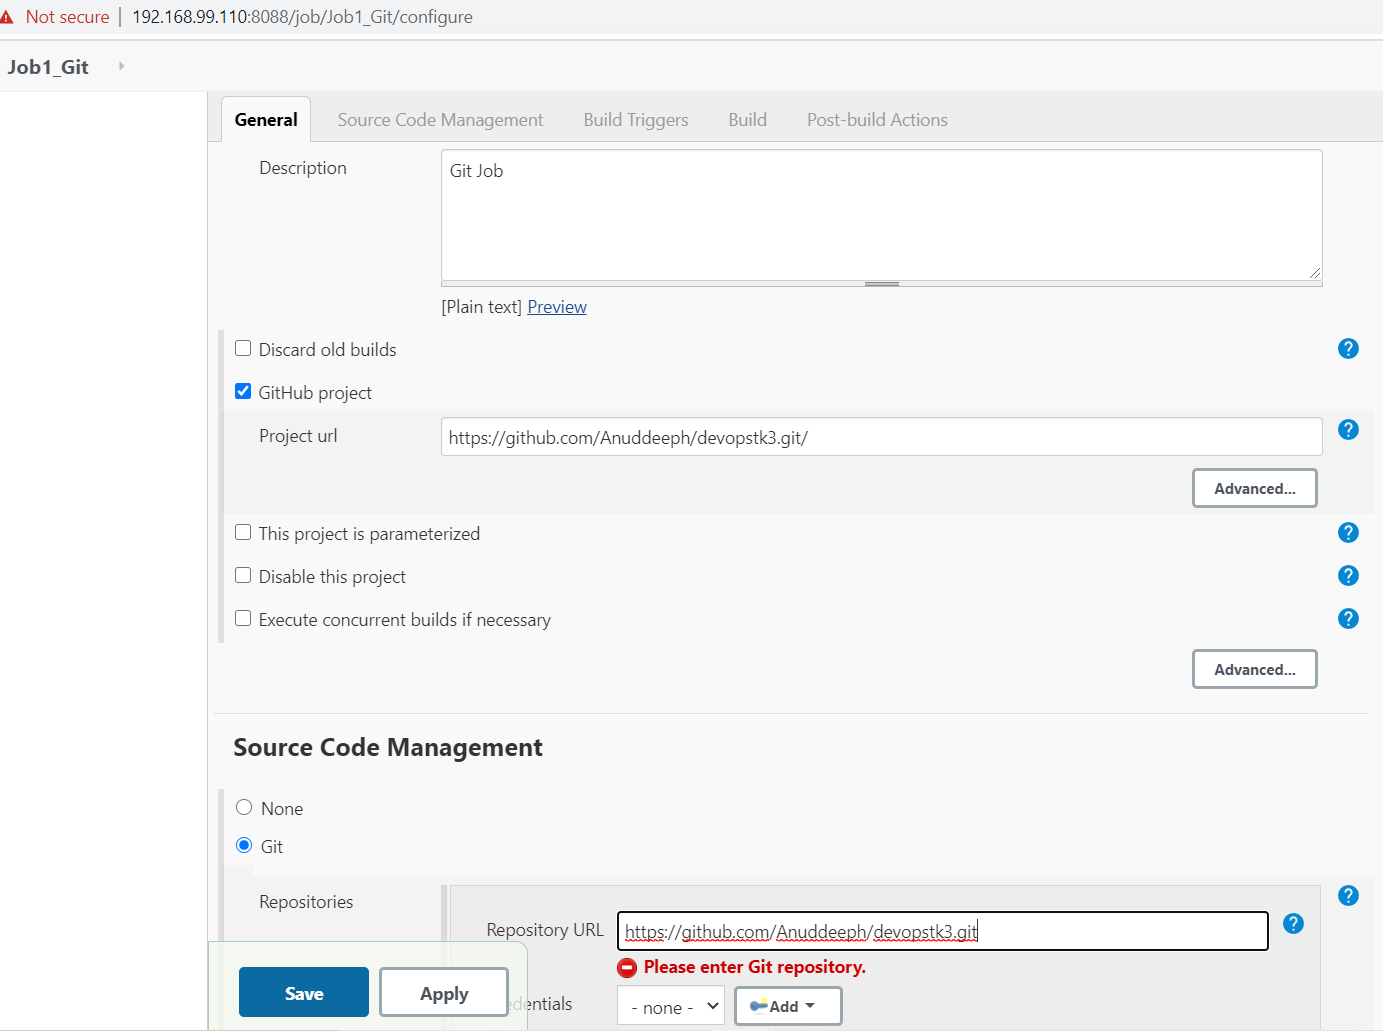 Not secure | 192.168.99.110:8088/job/Job1_Git/configure
Job1_Git
General Source Code Management Build Triggers Build Post-build Actions
Description
Git Job
[Plain text] Preview
Discard old builds
GitHub project
Project url
https://github.com/Anuddeeph/devopstk3.git/
Advanced...
This project is parameterized
Disable this project
Execute concurrent builds if necessary
Advanced...
Source Code Management
None
Git
Repositories
Repository URL
https://github.com/Anuddeeph/devopstk3.git
Please enter Git repository.
Save Apply
- none - Add